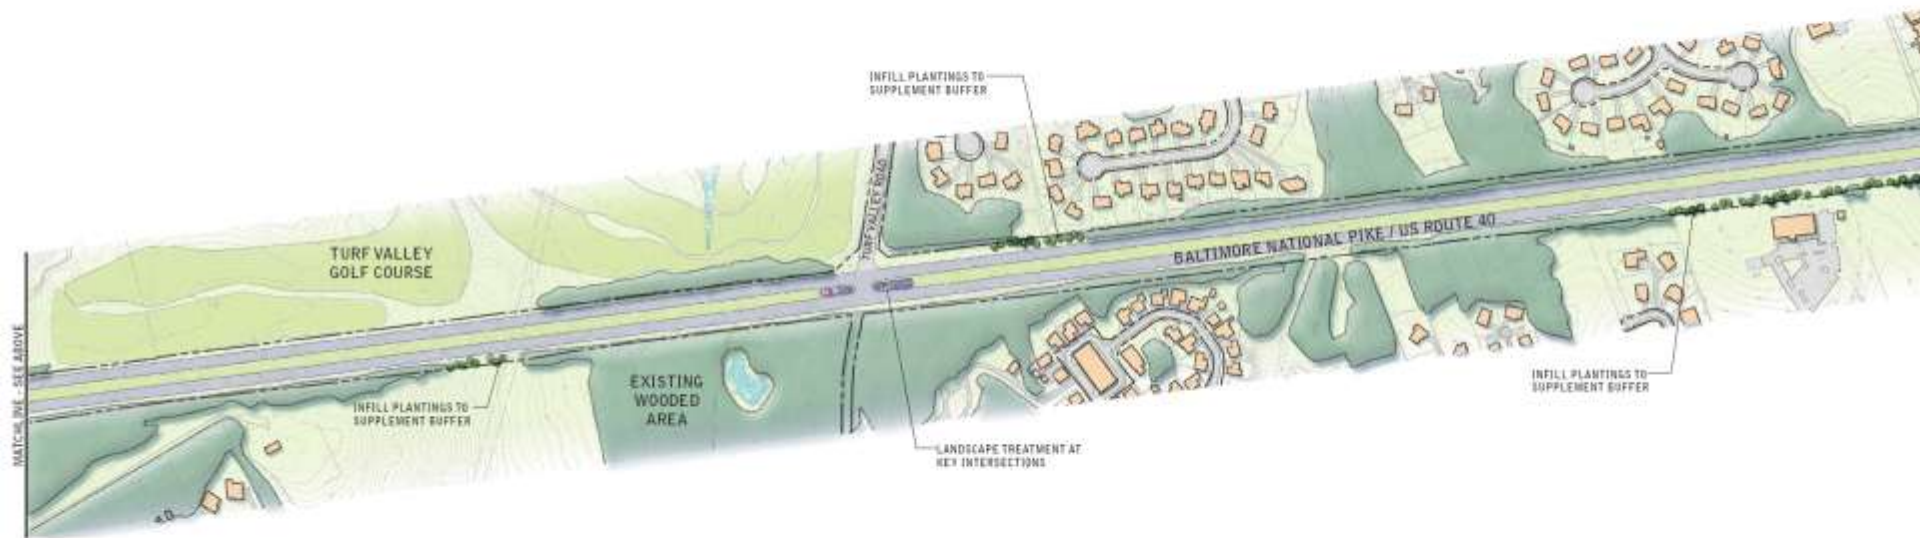 INFILL PLANTINGS TO
SUPPLEMENT BUFFER
TURF VALLEY ROAD
TURF VALLEY
GOLF COURSE
BALTIMORE NATIONAL PIKE / US ROUTE 40
MATCHLINE - SEE ABOVE
EXISTING
WOODED
AREA
INFILL PLANTINGS TO
SUPPLEMENT BUFFER
INFILL PLANTINGS TO
SUPPLEMENT BUFFER
LANDSCAPE TREATMENT AT
KEY INTERSECTIONS